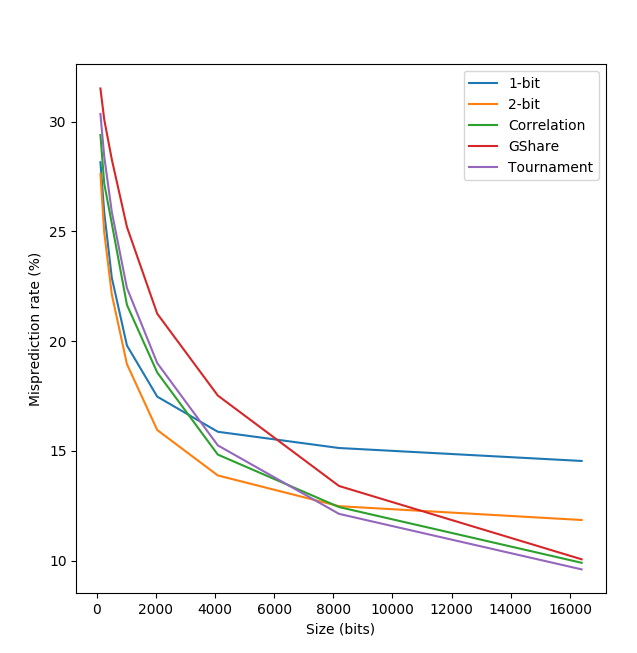 1-bit
2-bit
Correlation
GShare
Tournament
30
25
20
15
10
Misprediction rate (%)
0 2000 4000 6000 8000 10000 12000 14000 16000
Size (bits)